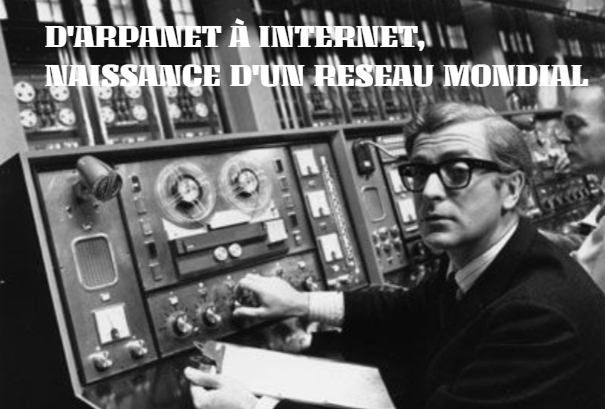 D'ARPANET À INTERNET,
NAISSANCE D'UN RESEAU MONDIAL